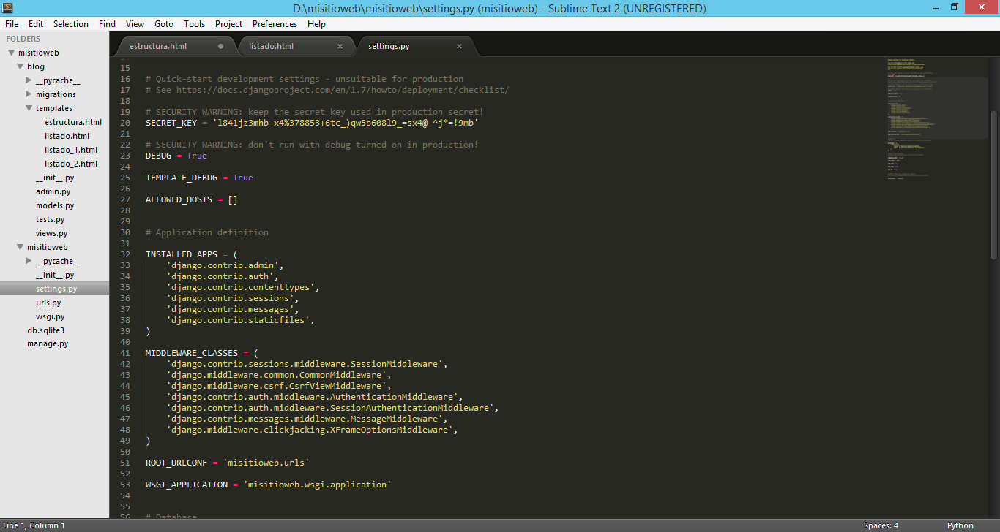 D:\misitioweb\misitioweb\settings.py (misitioweb) - Sublime Text 2 (UNREGISTERED)
File Edit Selection Find View Goto Tools Project Preferences Help
FOLDERS
misitioweb
blog
__pycache__
migrations
templates
estructura.html
listado.html
listado_1.html
listado_2.html
__init__.py
admin.py
models.py
tests.py
views.py
misitioweb
__pycache__
__init__.py
settings.py
urls.py
wsgi.py
db.sqlite3
manage.py
estructura.html listado.html settings.py
15
16 # Quick-start development settings - unsuitable for production
17 # See https://docs.djangoproject.com/en/1.7/howto/deployment/checklist/
18
19 # SECURITY WARNING: keep the secret key used in production secret!
20 SECRET_KEY = 'l841jz3mhb-x4%378853+6tc_)qw5p608l9_=sx4@-^j*=!9mb'
21
22 # SECURITY WARNING: don't run with debug turned on in production!
23 DEBUG = True
24
25 TEMPLATE_DEBUG = True
26
27 ALLOWED_HOSTS = []
28
29
30 # Application definition
31
32 INSTALLED_APPS = (
33 'django.contrib.admin',
34 'django.contrib.auth',
35 'django.contrib.contenttypes',
36 'django.contrib.sessions',
37 'django.contrib.messages',
38 'django.contrib.staticfiles',
39 )
40
41 MIDDLEWARE_CLASSES = (
42 'django.contrib.sessions.middleware.SessionMiddleware',
43 'django.middleware.common.CommonMiddleware',
44 'django.middleware.csrf.CsrfViewMiddleware',
45 'django.contrib.auth.middleware.AuthenticationMiddleware',
46 'django.contrib.auth.middleware.SessionAuthenticationMiddleware',
47 'django.contrib.messages.middleware.MessageMiddleware',
48 'django.middleware.clickjacking.XFrameOptionsMiddleware',
49 )
50
51 ROOT_URLCONF = 'misitioweb.urls'
52
53 WSGI_APPLICATION = 'misitioweb.wsgi.application'
54
55
56 # Database
Line 1, Column 1 Spaces: 4 Python